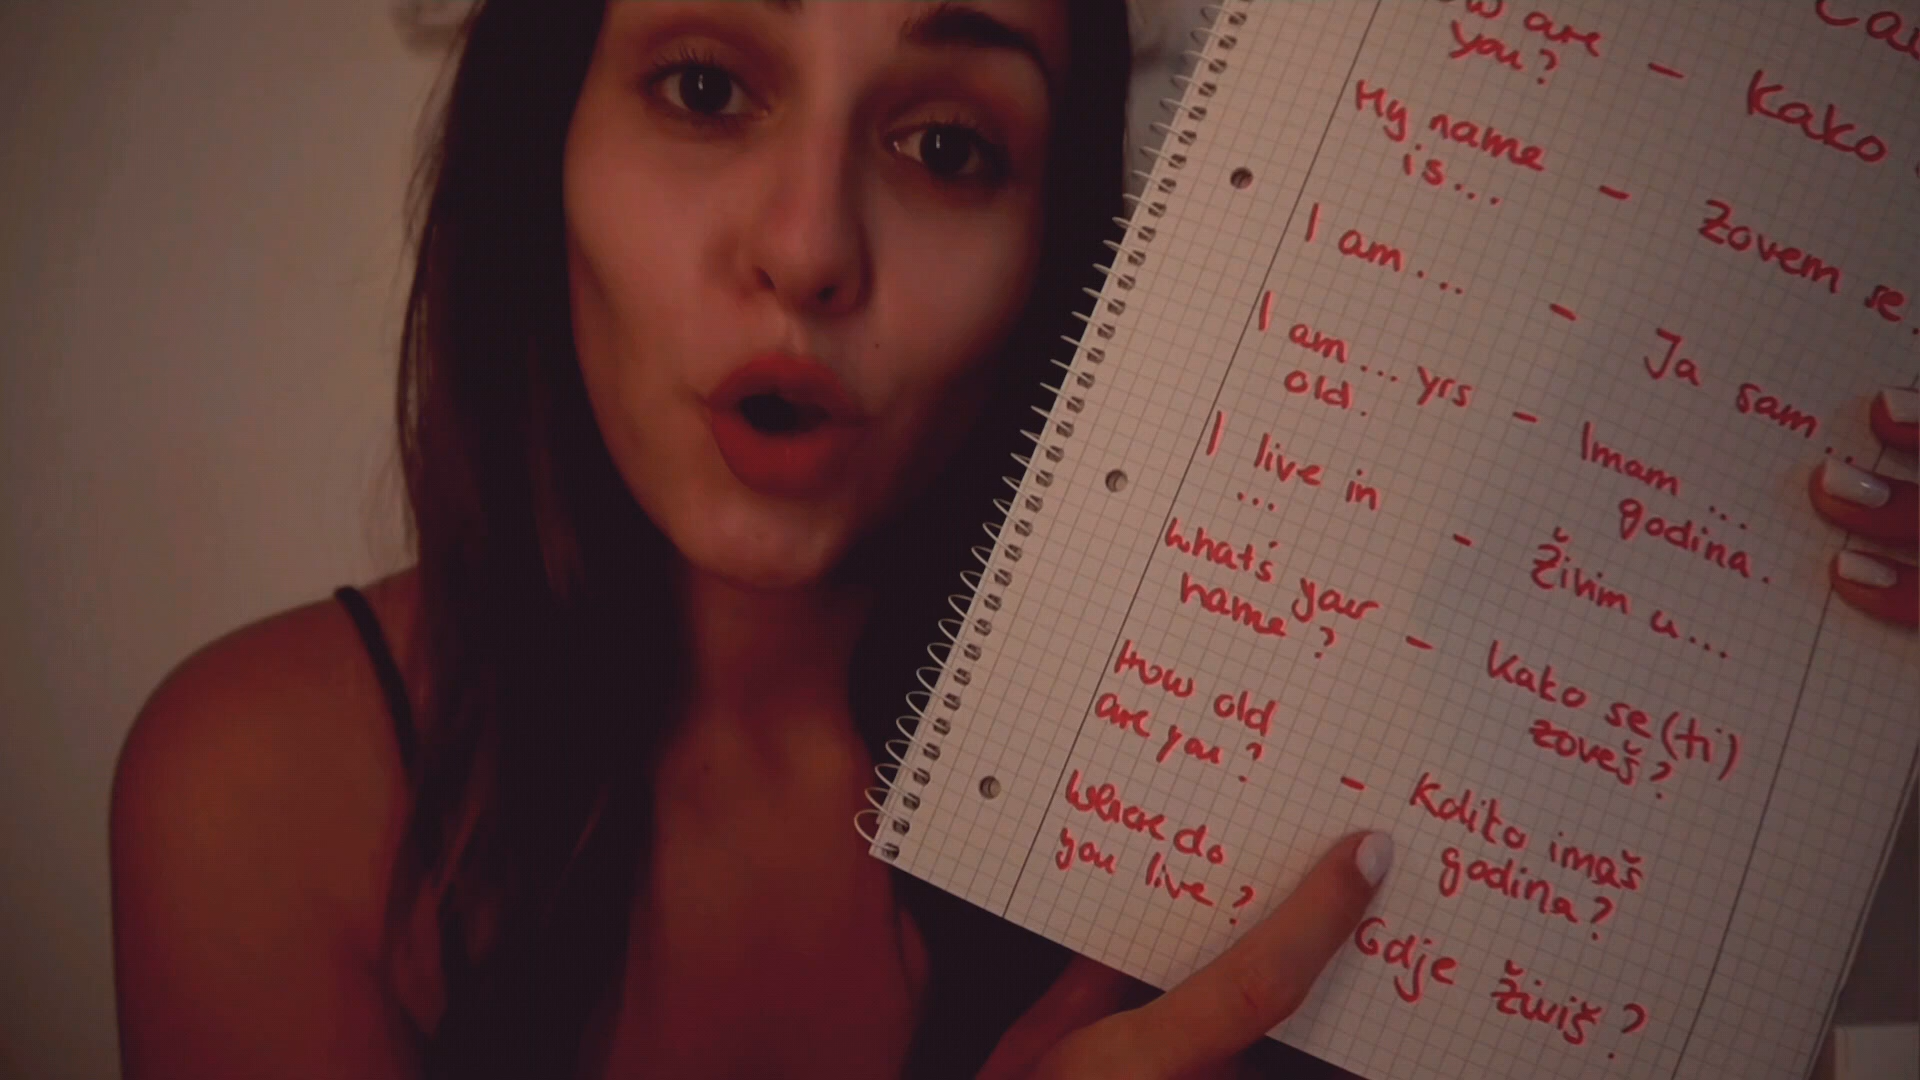 are - Kako
you?
My name - Zovem se.
is...
I am... - Ja sam...
I am... yrs - Imam...
old. godina.
I live in - Živim u...
...
What's your - Kako se (ti)
name? zoveš?
How old - Koliko imaš
are you? godina?
Where do Gdje živiš?
you live?